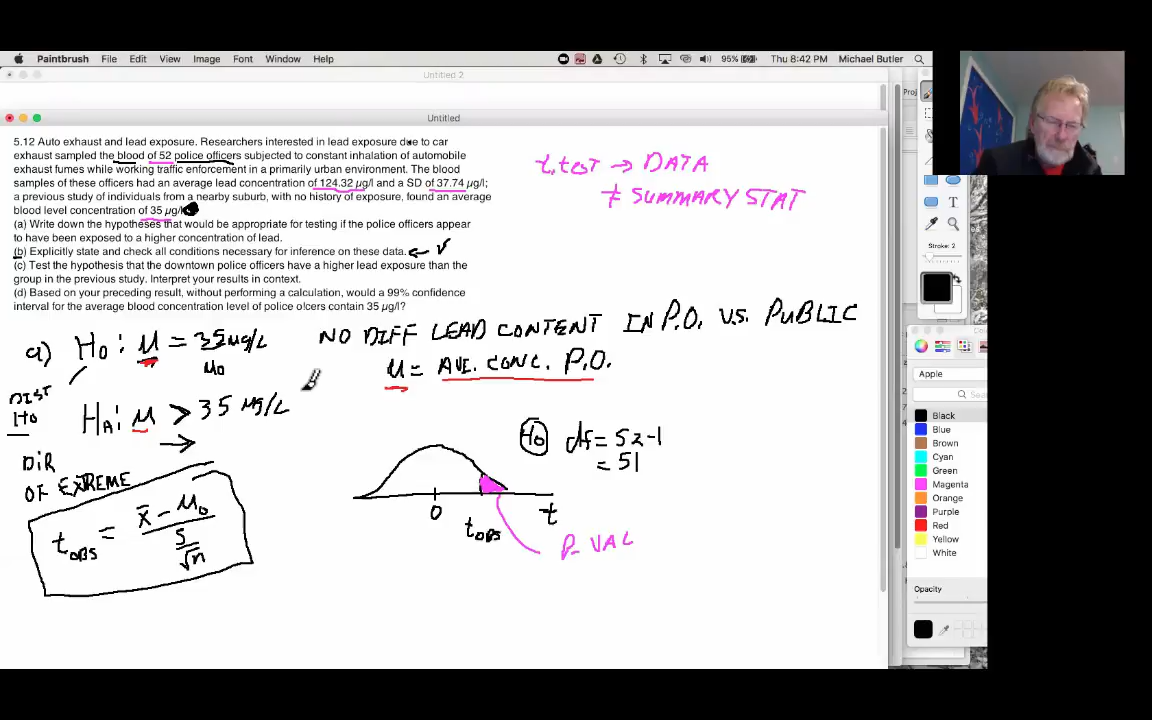 Paintbrush File Edit View Image Font Window Help 95% Thu 8:42 PM Michael Butler
Untitled 2
Untitled
5.12 Auto exhaust and lead exposure. Researchers interested in lead exposure due to car
exhaust sampled the blood of 52 police officers subjected to constant inhalation of automobile
exhaust fumes while working traffic enforcement in a primarily urban environment. The blood
samples of these officers had an average lead concentration of 124.32 µg/l and a SD of 37.74 µg/l;
a previous study of individuals from a nearby suburb, with no history of exposure, found an average
blood level concentration of 35 µg/l
(a) Write down the hypotheses that would be appropriate for testing if the police officers appear
to have been exposed to a higher concentration of lead.
(b) Explicitly state and check all conditions necessary for inference on these data.
(c) Test the hypothesis that the downtown police officers have a higher lead exposure than the
group in the previous study. Interpret your results in context.
(d) Based on your preceding result, without performing a calculation, would a 99% confidence
interval for the average blood concentration level of police olcers contain 35 µg/l?
t.test → DATA
≠ SUMMARY STAT
a) H0: µ = 35 µg/L
µ0
NO DIFF LEAD CONTENT IN P.O. VS. PUBLIC
µ = AVE. CONC. P.O.
DIST
H0
HA: µ > 35 µg/L
→
DIR
OF EXTREME
tOBS = x̄ - µ0 / s/√n
H0 df = 52-1
= 51
0 tOBS t
P-VAL
Proj
T
Stroke: 2
Apple
Sea
Black
Blue
Brown
Cyan
Green
Magenta
Orange
Purple
Red
Yellow
White
Opacity